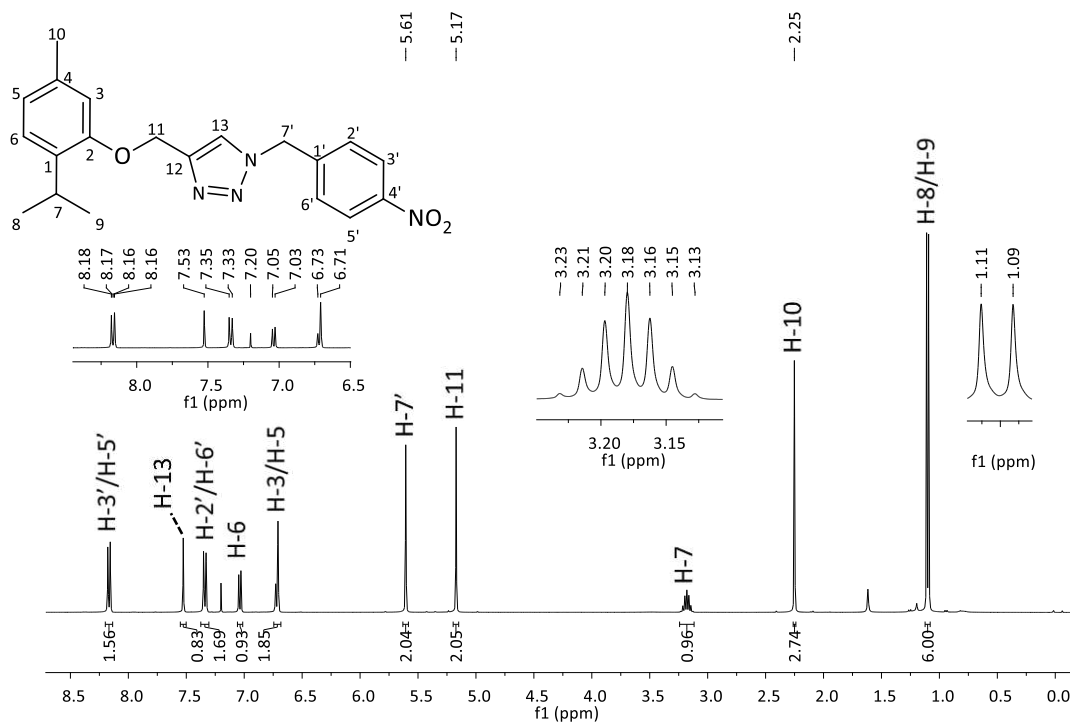 5.61
5.17
2.25
10
4
5
3
6
11
13
7'
2'
1
2
O
12
N
N
N
1'
3'
6'
4'
5'
NO2
7
8
9
8.18
8.17
8.16
8.16
7.53
7.35
7.33
7.20
7.05
7.03
6.73
6.71
8.0 7.5 7.0 6.5
f1 (ppm)
3.23
3.21
3.20
3.18
3.16
3.15
3.13
3.20 3.15
f1 (ppm)
1.11
1.09
f1 (ppm)
H-3'/H-5'
H-13
H-2'/H-6'
H-6
H-3/H-5
H-7'
H-11
H-7
H-10
H-8/H-9
1.56
0.83
1.69
0.93
1.85
2.04
2.05
0.96
2.74
6.00
8.5 8.0 7.5 7.0 6.5 6.0 5.5 5.0 4.5 4.0 3.5 3.0 2.5 2.0 1.5 1.0 0.5 0.0
f1 (ppm)